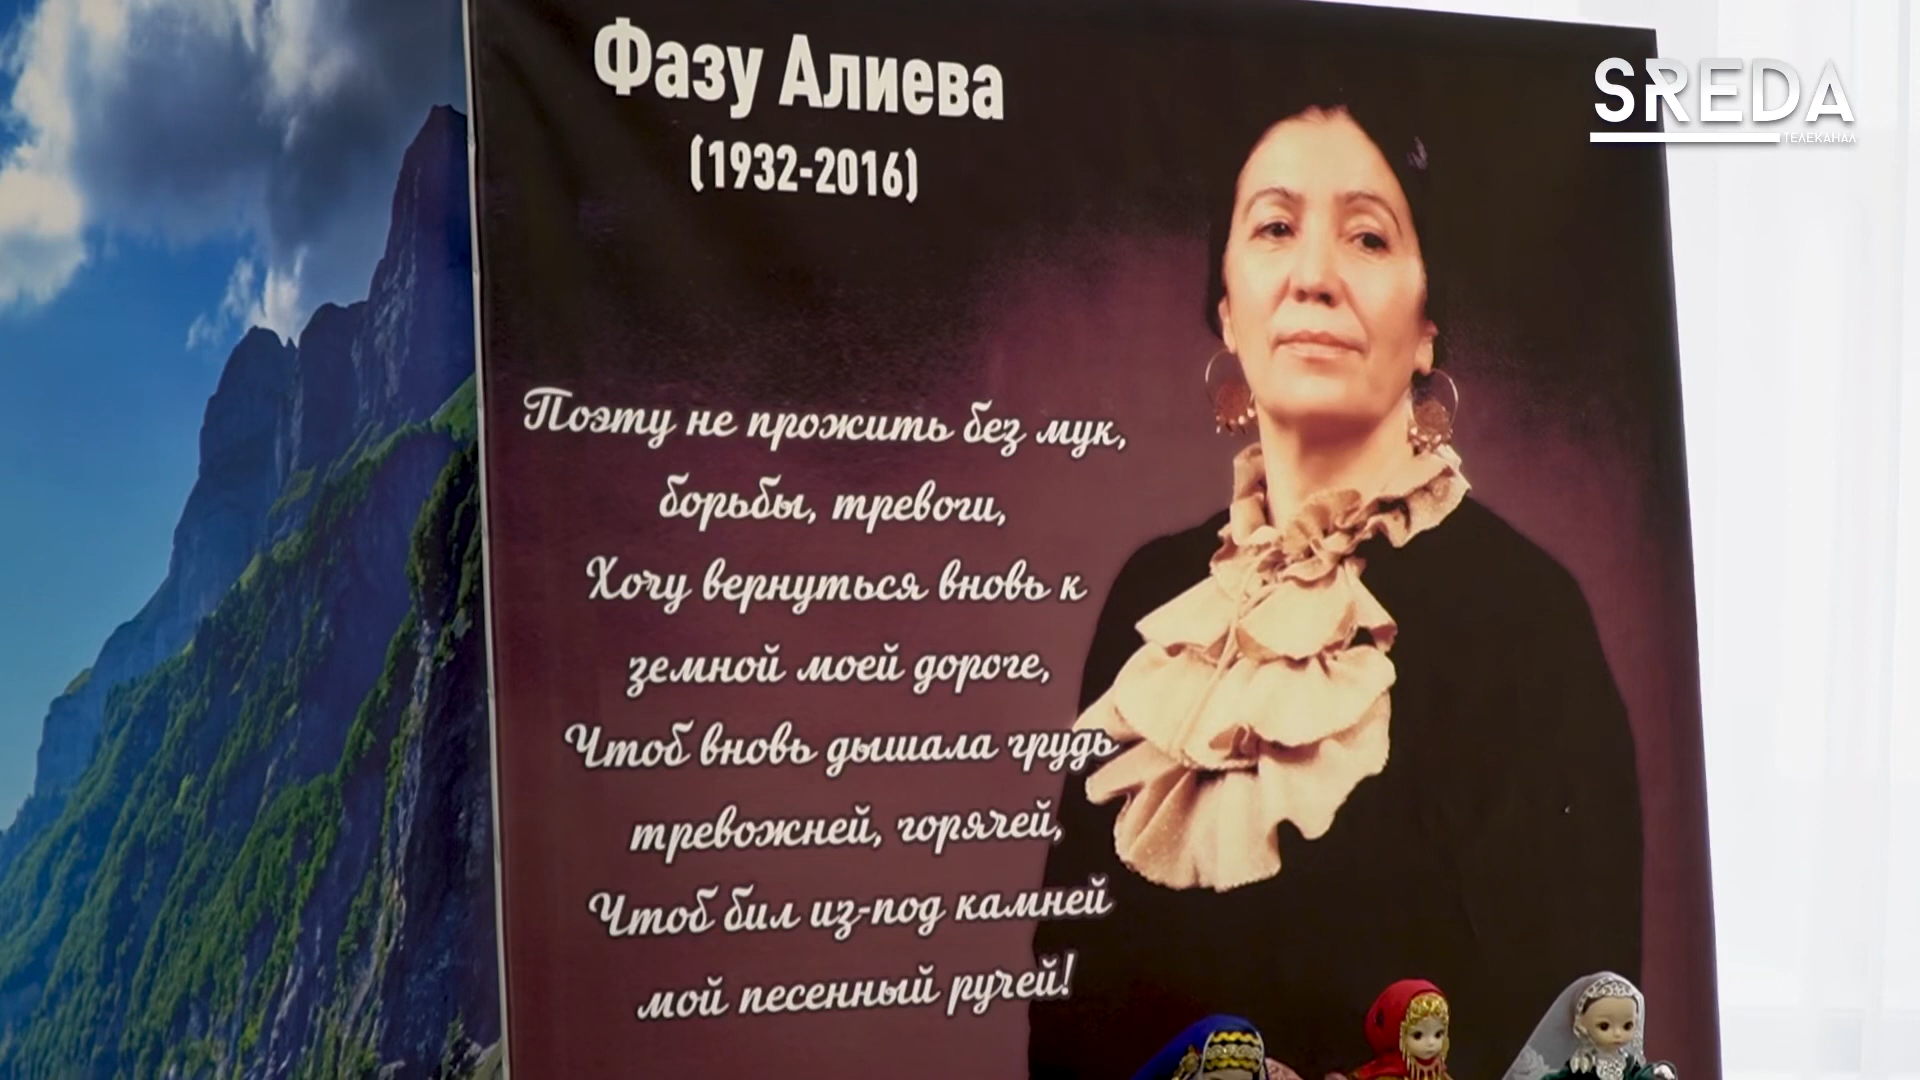 Фазу Алиева
(1932-2016)
SREDA
ТЕЛЕКАНАЛ
Поэту не прожить без мук,
борьбы, тревоги,
Хочу вернуться вновь к
земной моей дороге,
Чтоб вновь дышала грудь
тревожней, горячей,
Чтоб бил из-под камней
мой песенный ручей!